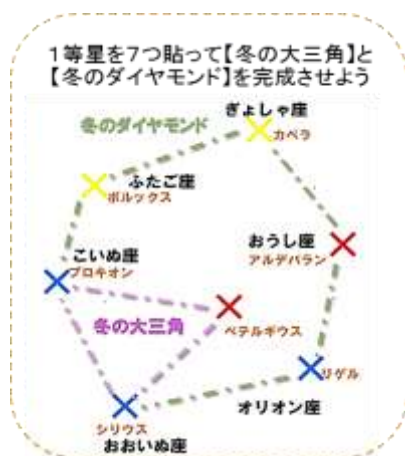 1等星を7つ貼って【冬の大三角】と
【冬のダイヤモンド】を完成させよう
ぎょしゃ座
冬のダイヤモンド
カペラ
ふたご座
ポルックス
おうし座
アルデバラン
こいぬ座
プロキオン
冬の大三角
ベテルギウス
リゲル
オリオン座
シリウス
おおいぬ座